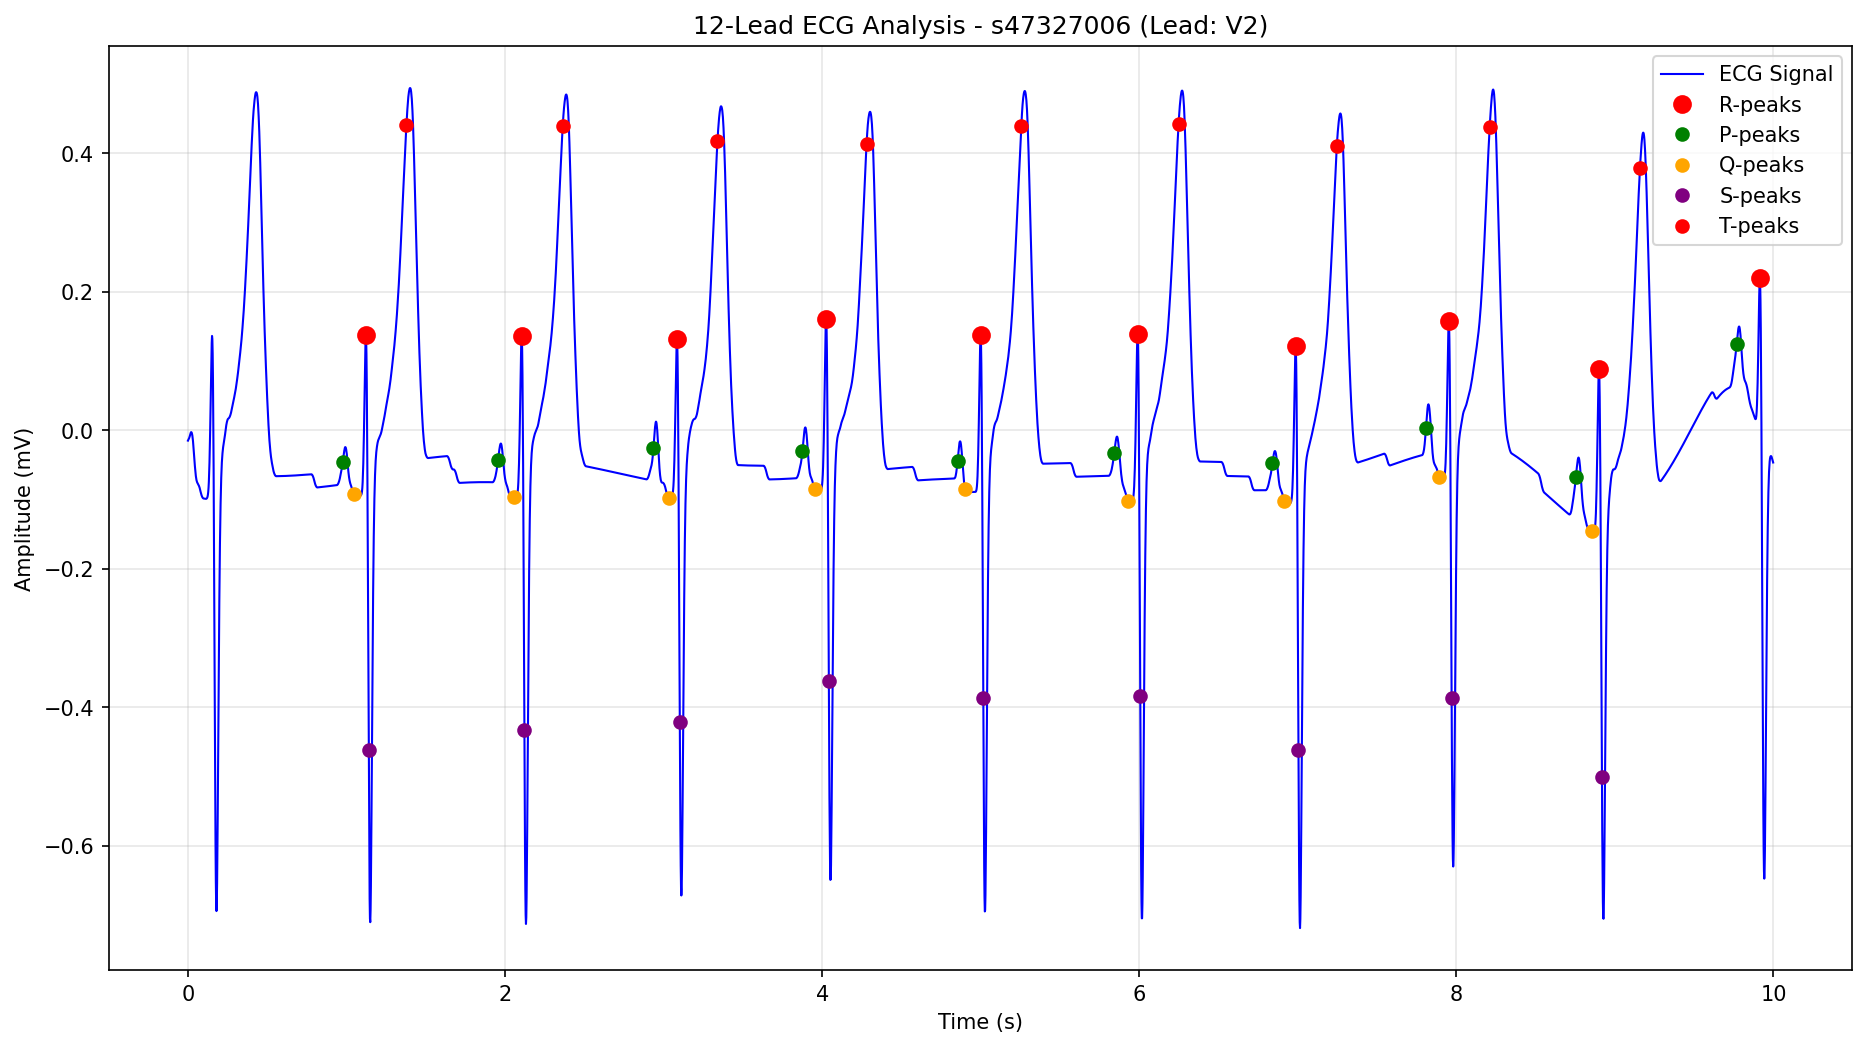 12-Lead ECG Analysis - s47327006 (Lead: V2)
ECG Signal
R-peaks
P-peaks
Q-peaks
S-peaks
T-peaks
Amplitude (mV)
0.4
0.2
0.0
−0.2
−0.4
−0.6
0 2 4 6 8 10
Time (s)